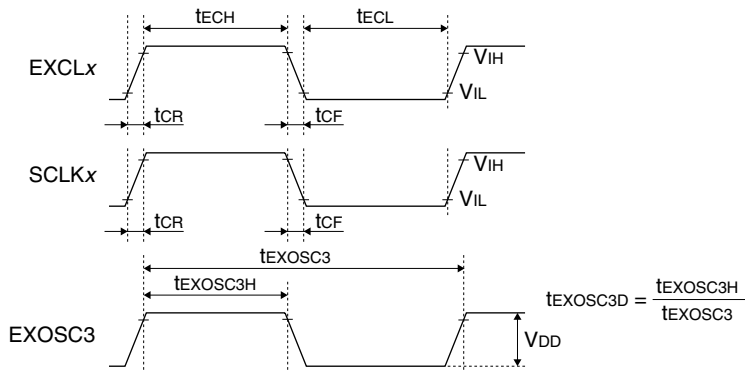 tECH tECL
EXCLx
VIH
VIL
tCR tCF
SCLKx
VIH
VIL
tCR tCF
tEXOSC3
tEXOSC3H
EXOSC3
VDD
tEXOSC3D = tEXOSC3H / tEXOSC3